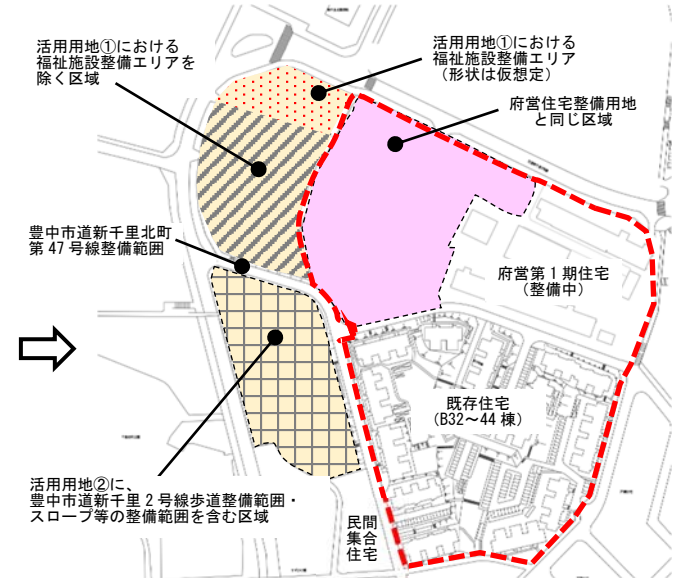 活用用地①における
福祉施設整備エリアを
除く区域
活用用地①における
福祉施設整備エリア
（形状は仮想定）
府営住宅整備用地
と同じ区域
豊中市道新千里北町
第47号線整備範囲
府営第１期住宅
（整備中）
既存住宅
（B32～44棟）
活用用地②に、
豊中市道新千里２号線歩道整備範囲・
スロープ等の整備範囲を含む区域
民間
集合
住宅